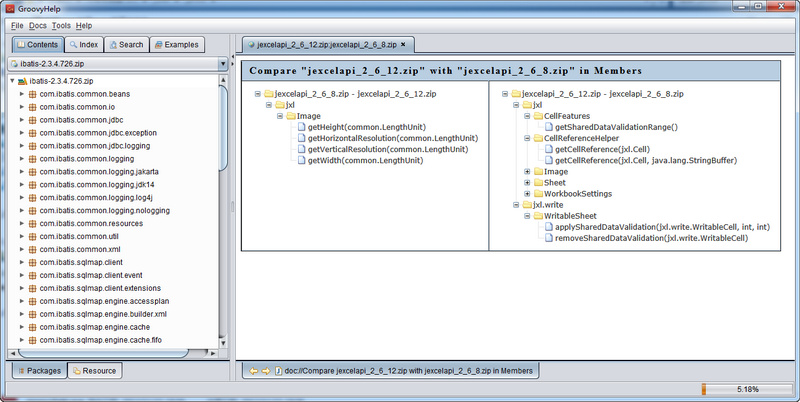 GroovyHelp
File Docs Tools Help
Contents Index Search Examples
ibatis-2.3.4.726.zip
ibatis-2.3.4.726.zip
com.ibatis.common.beans
com.ibatis.common.io
com.ibatis.common.jdbc
com.ibatis.common.jdbc.exception
com.ibatis.common.jdbc.logging
com.ibatis.common.logging
com.ibatis.common.logging.jakarta
com.ibatis.common.logging.jdk14
com.ibatis.common.logging.log4j
com.ibatis.common.logging.nologging
com.ibatis.common.resources
com.ibatis.common.util
com.ibatis.common.xml
com.ibatis.sqlmap.client
com.ibatis.sqlmap.client.event
com.ibatis.sqlmap.client.extensions
com.ibatis.sqlmap.engine.accessplan
com.ibatis.sqlmap.engine.builder.xml
com.ibatis.sqlmap.engine.cache
com.ibatis.sqlmap.engine.cache.fifo
Packages Resource
jexcelapi_2_6_12.zip:jexcelapi_2_6_8.zip
Compare "jexcelapi_2_6_12.zip" with "jexcelapi_2_6_8.zip" in Members
jexcelapi_2_6_8.zip - jexcelapi_2_6_12.zip
jxl
Image
getHeight(common.LengthUnit)
getHorizontalResolution(common.LengthUnit)
getVerticalResolution(common.LengthUnit)
getWidth(common.LengthUnit)
jexcelapi_2_6_12.zip - jexcelapi_2_6_8.zip
jxl
CellFeatures
getSharedDataValidationRange()
CellReferenceHelper
getCellReference(jxl.Cell)
getCellReference(jxl.Cell, java.lang.StringBuffer)
Image
Sheet
WorkbookSettings
jxl.write
WritableSheet
applySharedDataValidation(jxl.write.WritableCell, int, int)
removeSharedDataValidation(jxl.write.WritableCell)
doc://Compare jexcelapi_2_6_12.zip with jexcelapi_2_6_8.zip in Members
5.18%